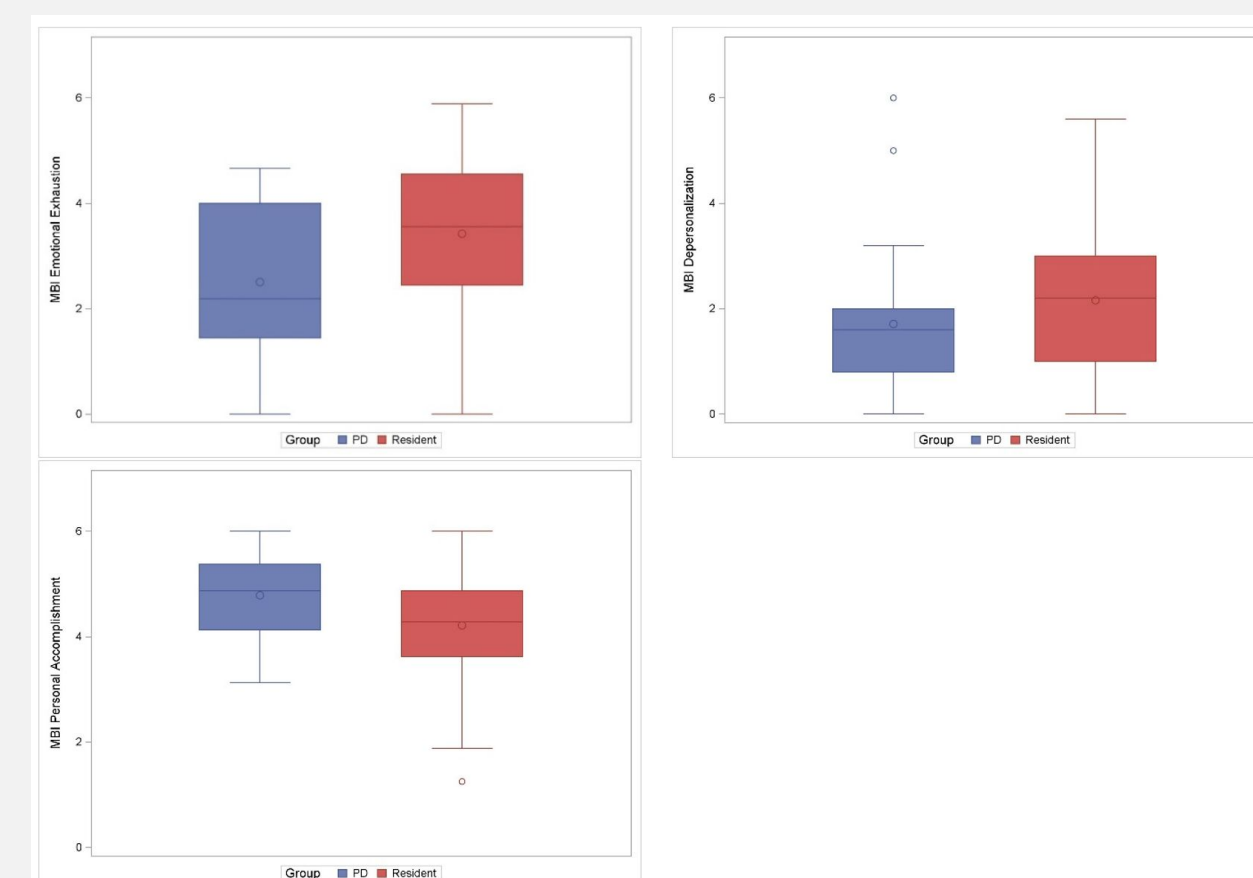 MBI Emotional Exhaustion
6
4
2
0
Group PD Resident
MBI Depersonalization
6
4
2
0
Group PD Resident
MBI Personal Accomplishment
6
4
2
0
Group PD Resident